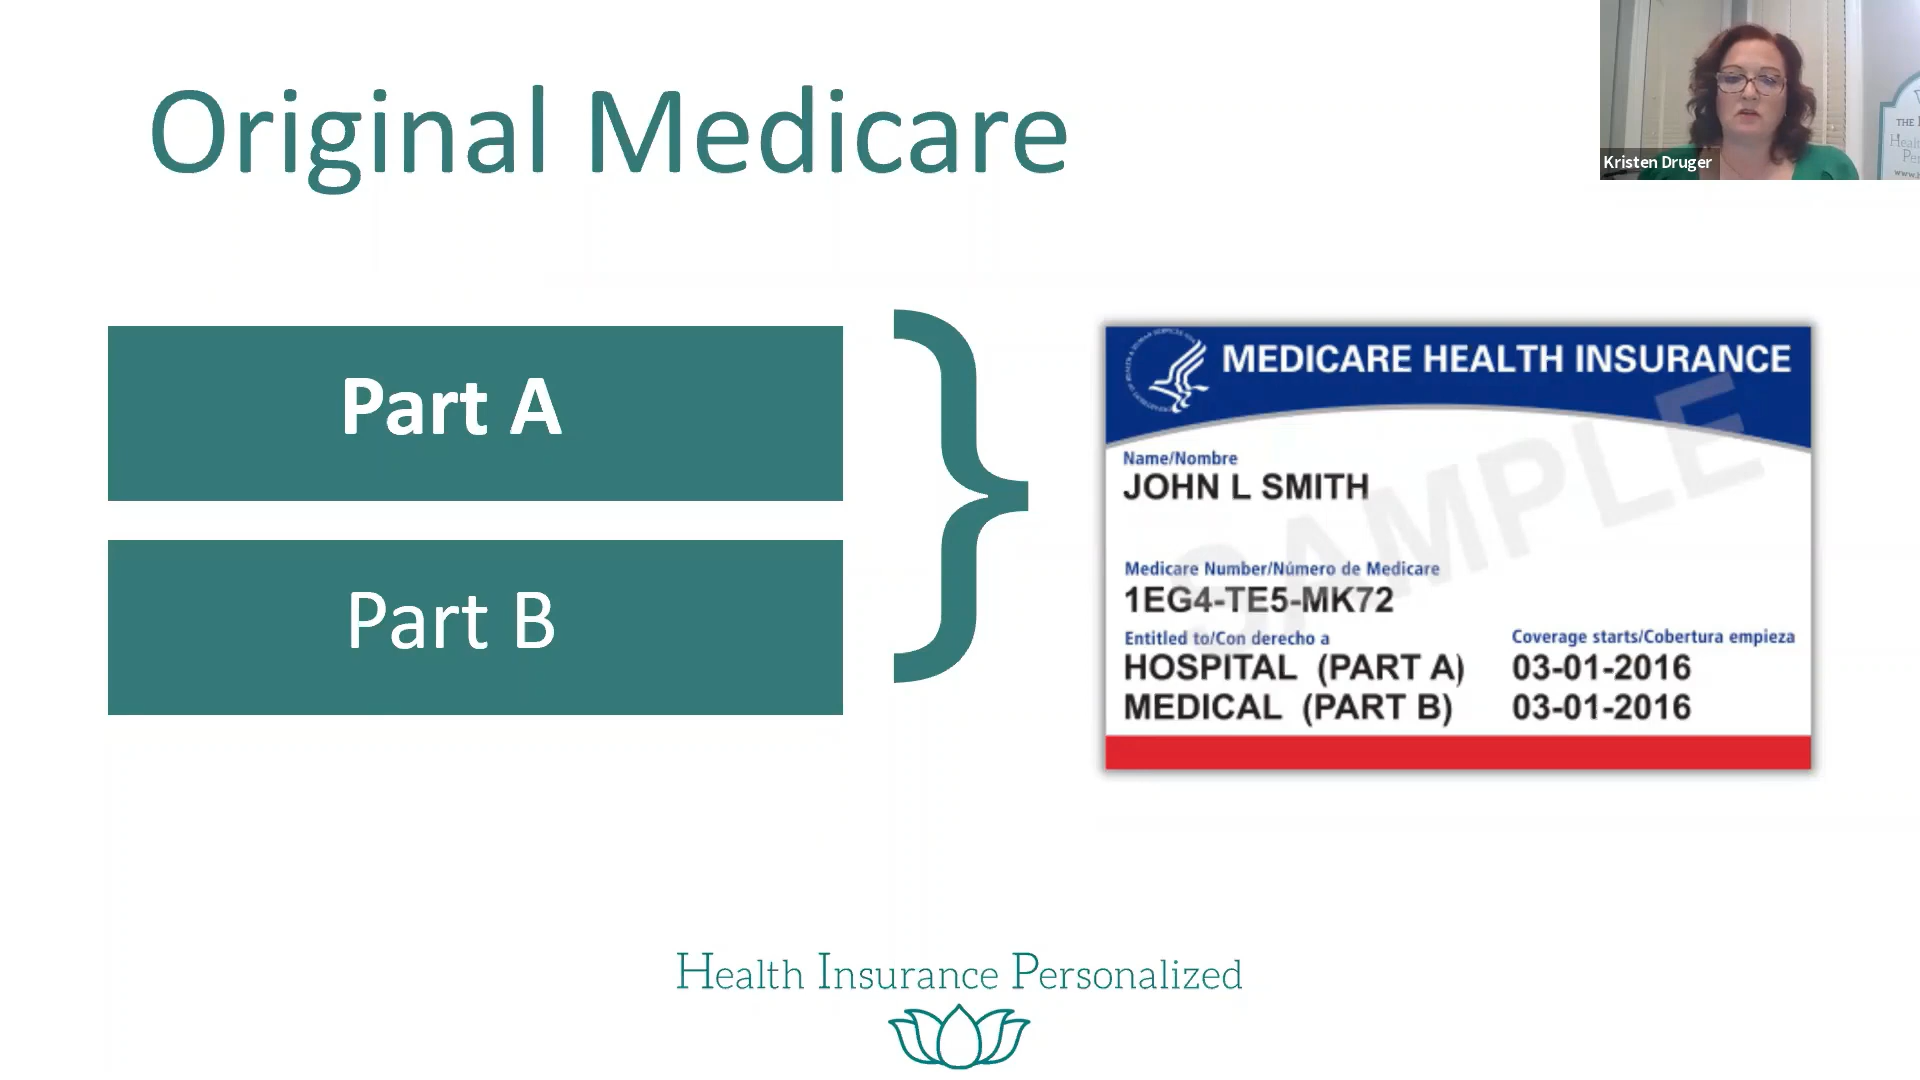 Original Medicare
Kristen Druger
Part A
Part B
MEDICARE HEALTH INSURANCE
SAMPLE
Name/Nombre
JOHN L SMITH
Medicare Number/Número de Medicare
1EG4-TE5-MK72
Entitled to/Con derecho a
Coverage starts/Cobertura empieza
HOSPITAL (PART A) 03-01-2016
MEDICAL (PART B) 03-01-2016
Health Insurance Personalized